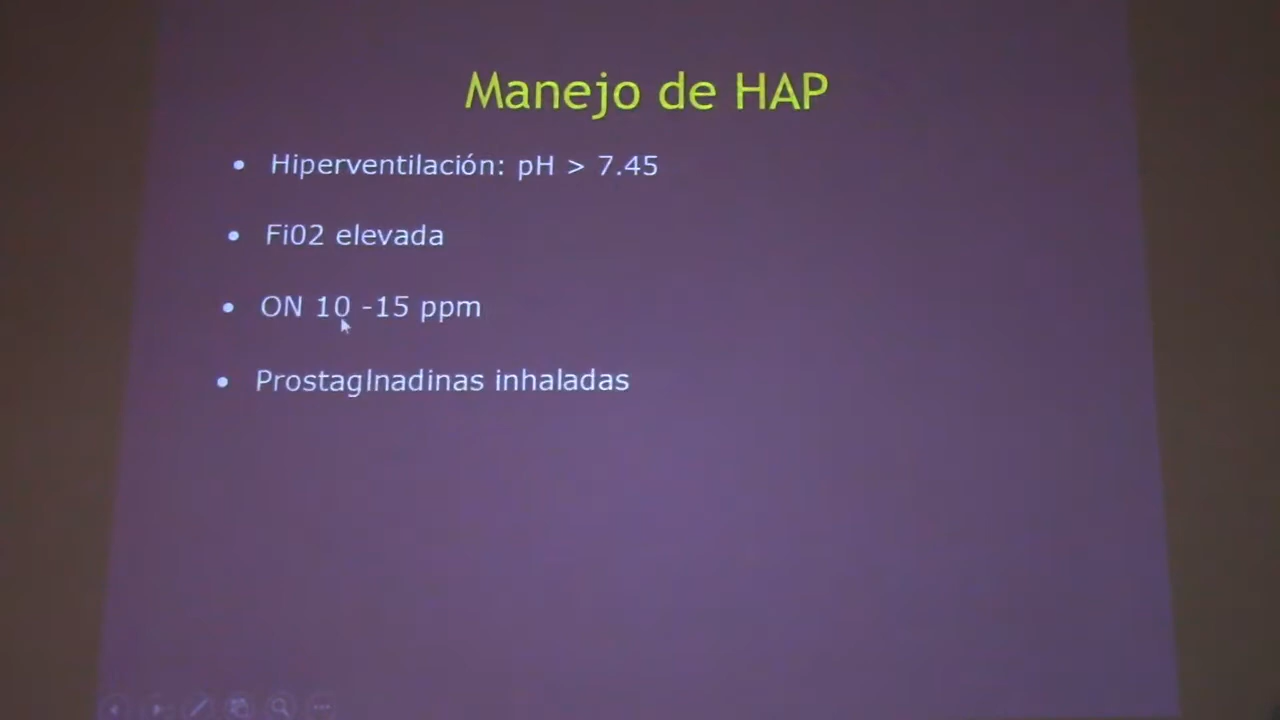 Manejo de HAP
• Hiperventilación: pH > 7.45
• Fi02 elevada
• ON 10 -15 ppm
• Prostaglnadinas inhaladas